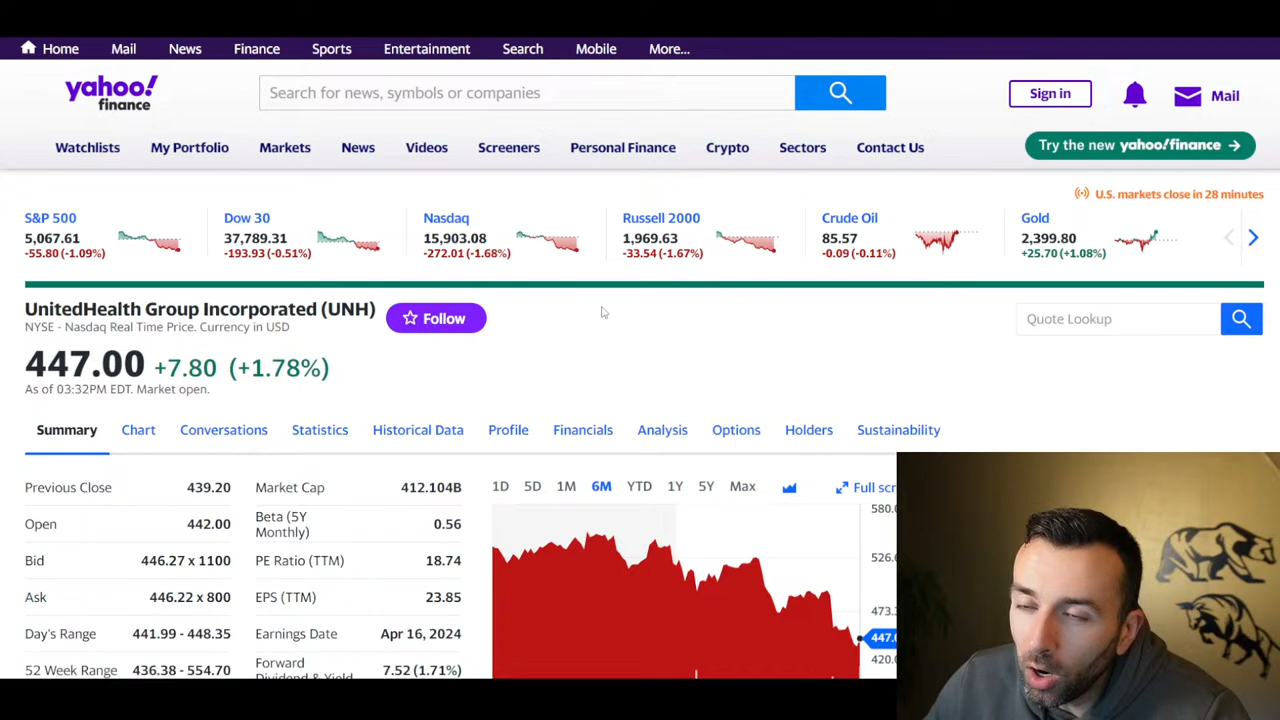 Home Mail News Finance Sports Entertainment Search Mobile More...
yahoo!
finance
Search for news, symbols or companies
Sign in
Mail
Watchlists My Portfolio Markets News Videos Screeners Personal Finance Crypto Sectors Contact Us
Try the new yahoo!finance →
U.S. markets close in 28 minutes
S&P 500
5,067.61
-55.80 (-1.09%)
Dow 30
37,789.31
-193.93 (-0.51%)
Nasdaq
15,903.08
-272.01 (-1.68%)
Russell 2000
1,969.63
-33.54 (-1.67%)
Crude Oil
85.57
-0.09 (-0.11%)
Gold
2,399.80
+25.70 (+1.08%)
UnitedHealth Group Incorporated (UNH)
NYSE - Nasdaq Real Time Price. Currency in USD
Follow
Quote Lookup
447.00 +7.80 (+1.78%)
As of 03:32PM EDT. Market open.
Summary Chart Conversations Statistics Historical Data Profile Financials Analysis Options Holders Sustainability
Previous Close 439.20
Open 442.00
Bid 446.27 x 1100
Ask 446.22 x 800
Day's Range 441.99 - 448.35
52 Week Range 436.38 - 554.70
Market Cap 412.104B
Beta (5Y
Monthly) 0.56
PE Ratio (TTM) 18.74
EPS (TTM) 23.85
Earnings Date Apr 16, 2024
Forward
Dividend & Yield 7.52 (1.71%)
1D 5D 1M 6M YTD 1Y 5Y Max
Full scr
580.0
526.6
473.3
447.0
420.0